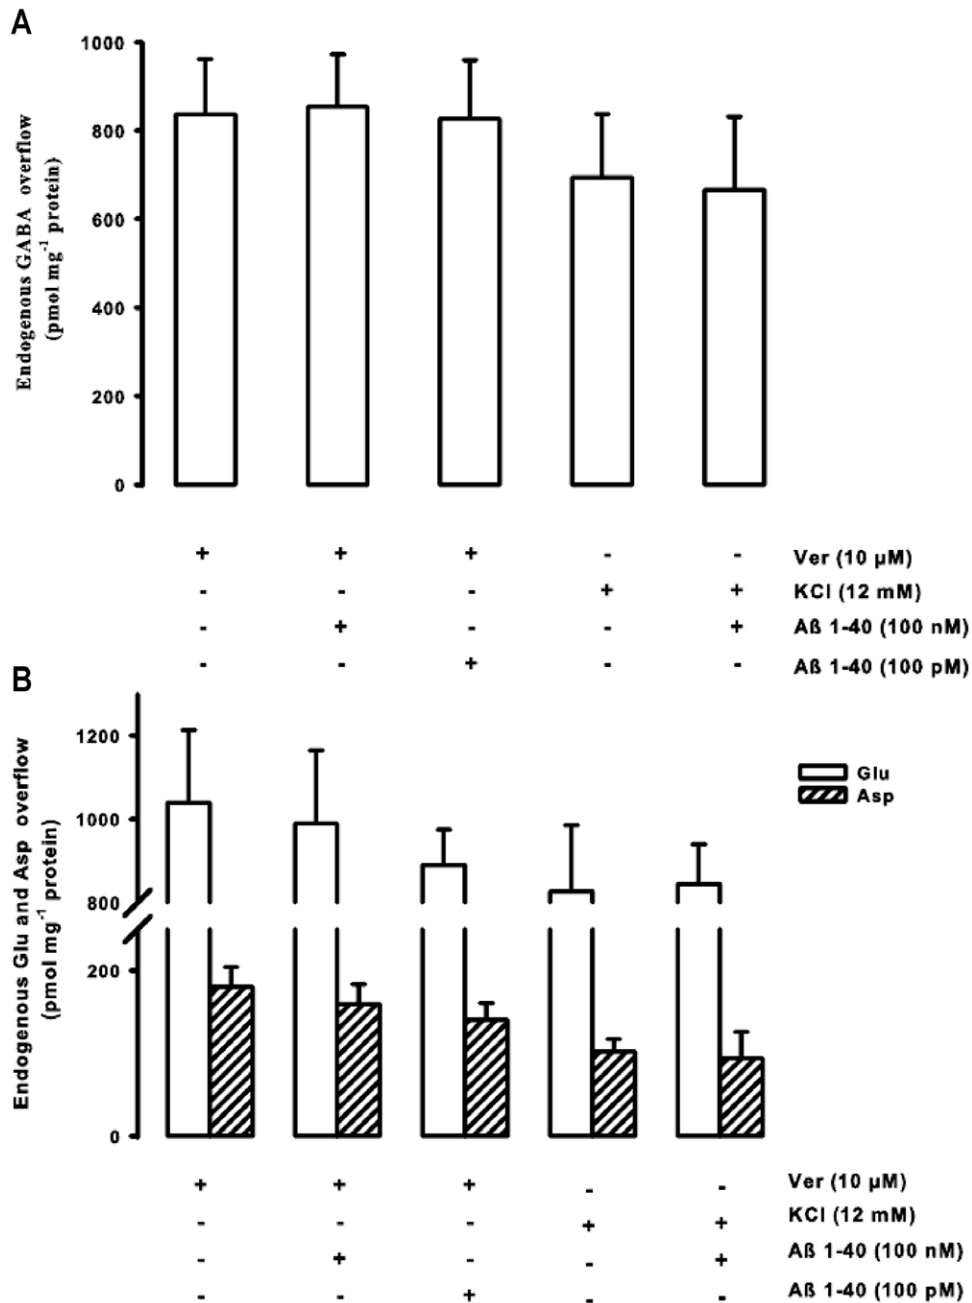 A
1000
800
600
400
200
0
Endogenous GABA overflow
(pmol mg⁻¹ protein)
+ + + - - Ver (10 µM)
- - - + + KCl (12 mM)
- + - - + Aß 1-40 (100 nM)
- - + - - Aß 1-40 (100 pM)
B
1200
1000
800
200
0
Endogenous Glu and Asp overflow
(pmol mg⁻¹ protein)
Glu
Asp
+ + + - - Ver (10 µM)
- - - + + KCl (12 mM)
- + - - + Aß 1-40 (100 nM)
- - + - - Aß 1-40 (100 pM)